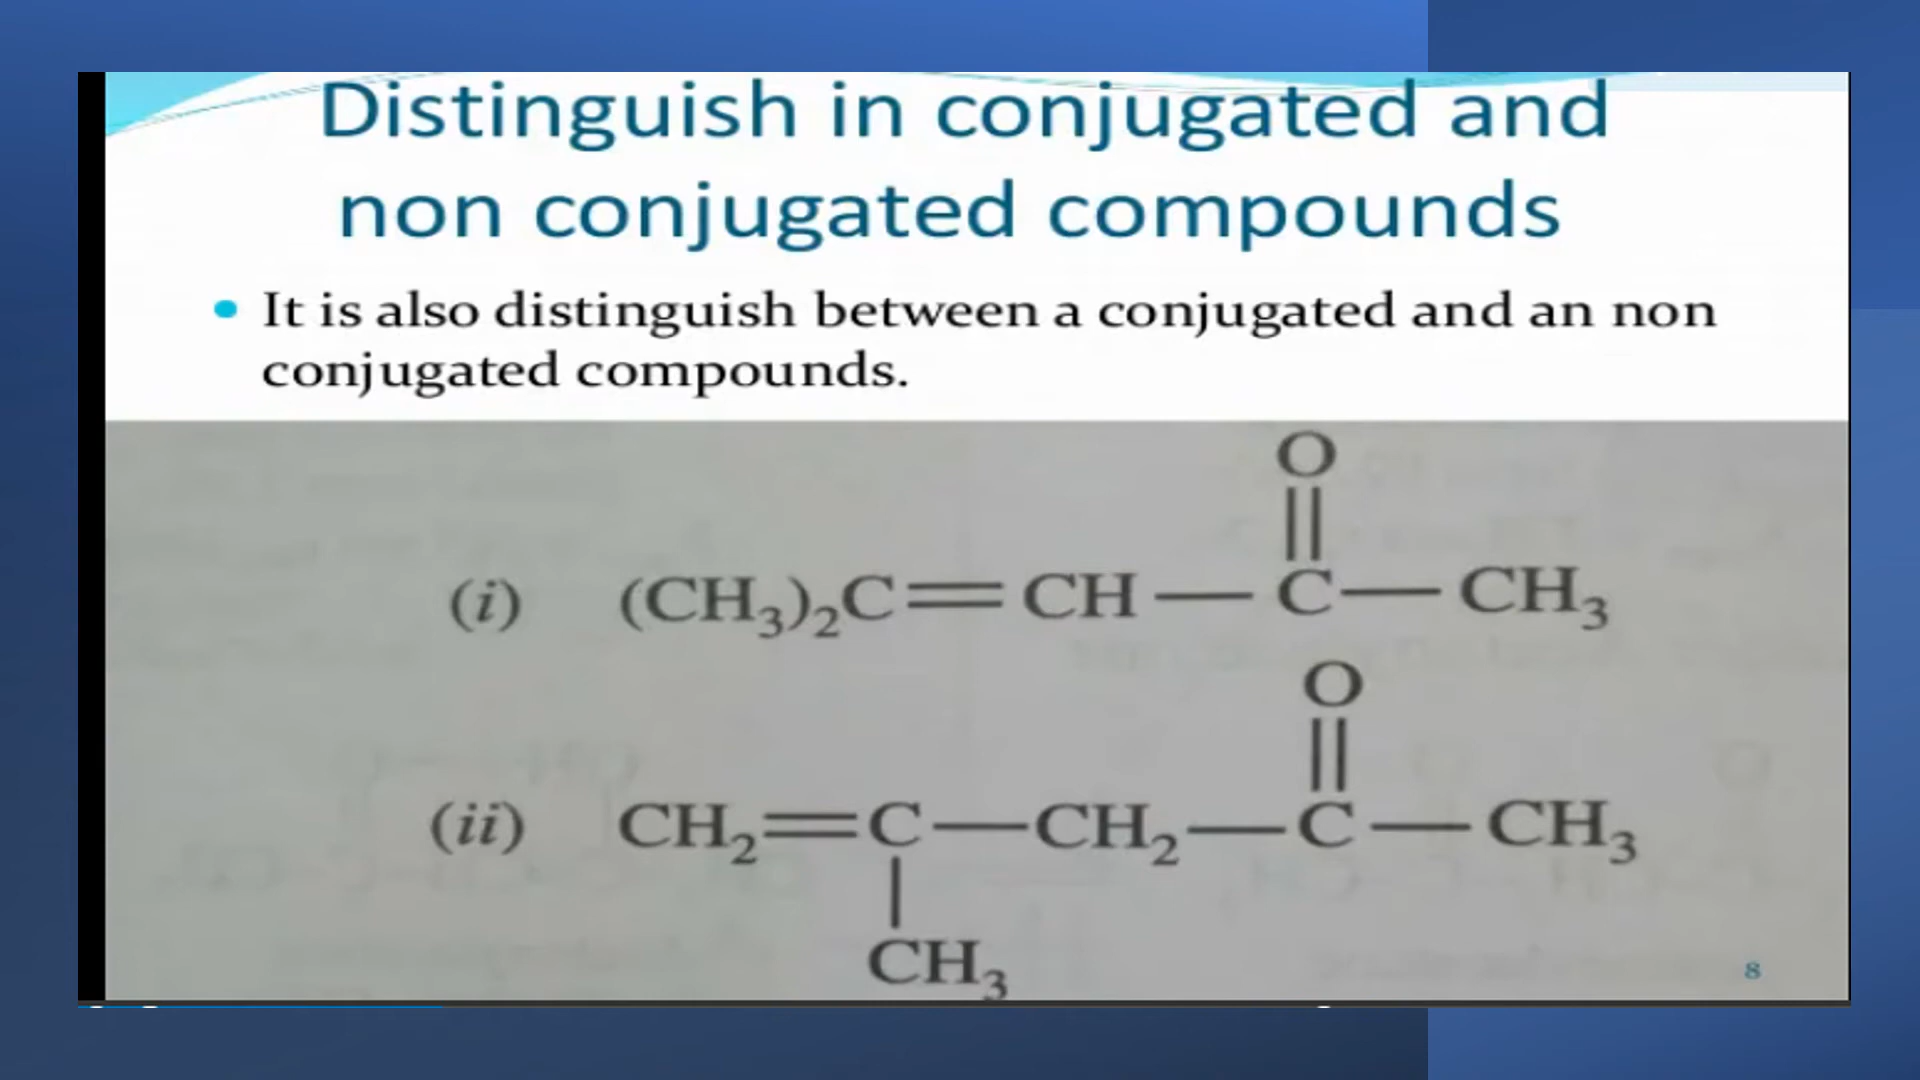 Distinguish in conjugated and
non conjugated compounds
• It is also distinguish between a conjugated and an non
conjugated compounds.
O
||
(i) (CH₃)₂C=CH—C—CH₃
O
||
(ii) CH₂=C—CH₂—C—CH₃
|
CH₃
8